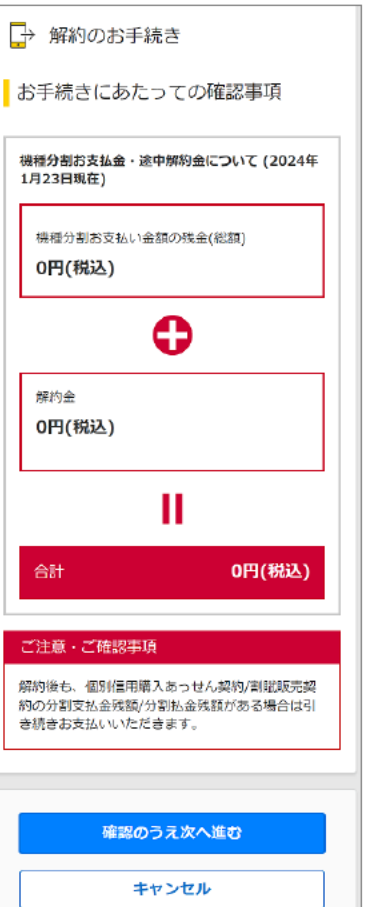 解約のお手続き
お手続きにあたっての確認事項
機種分割お支払金・途中解約金について (2024年
1月23日現在)
機種分割お支払い金額の残金(総額)
0円(税込)
解約金
0円(税込)
合計 0円(税込)
ご注意・ご確認事項
解約後も、個別信用購入あっせん契約/割賦販売契
約の分割支払金残額/分割払金残額がある場合は引
き続きお支払いいただきます。
確認のうえ次へ進む
キャンセル